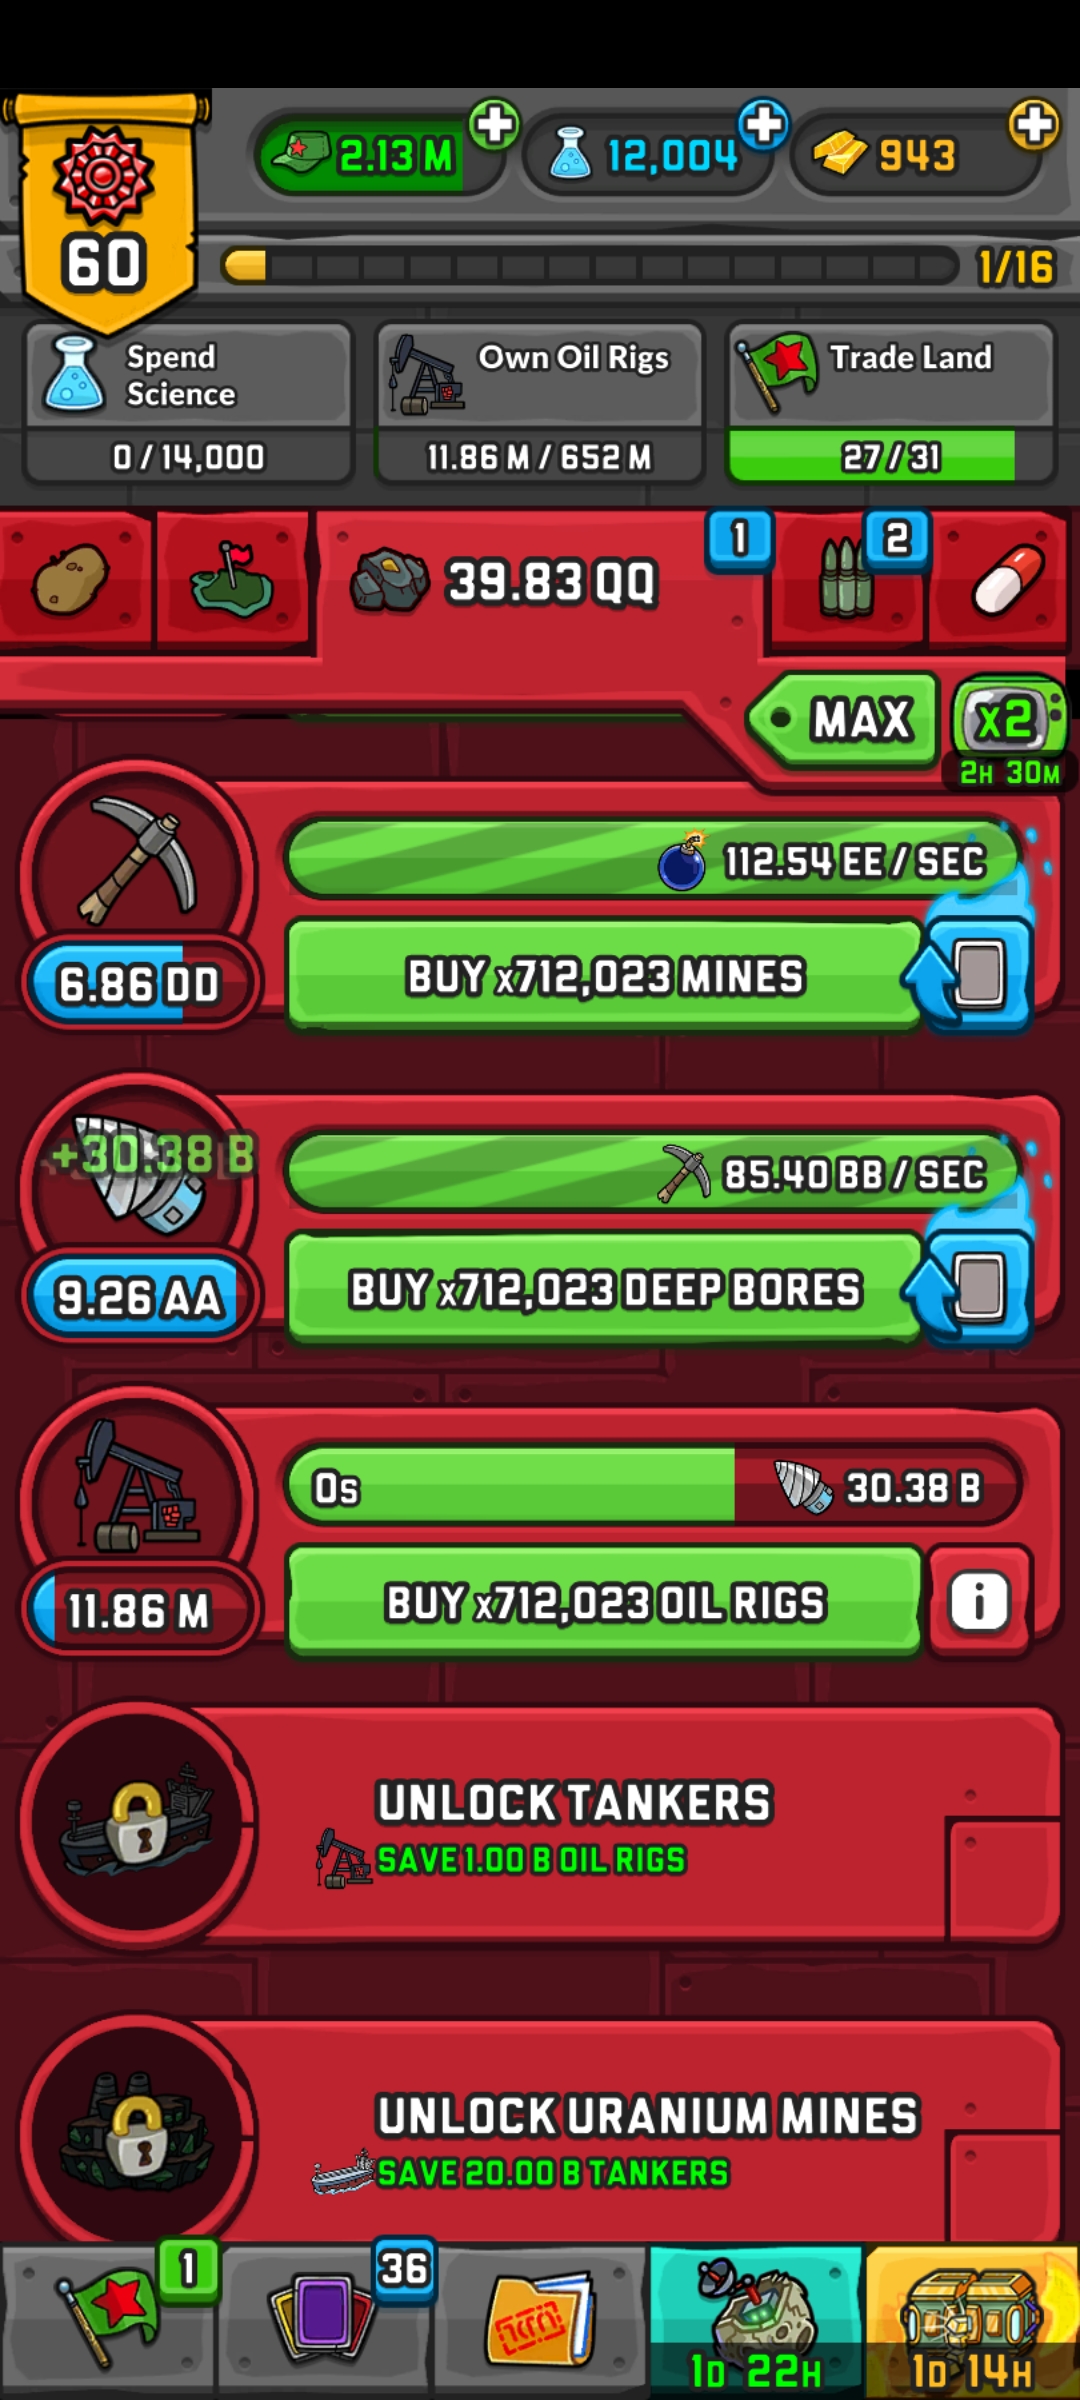 2.13 M
12,004
943
60
1/16
Spend
Science
0 / 14,000
Own Oil Rigs
11.86 M / 652 M
Trade Land
27 / 31
39.83 QQ
1
2
MAX
x2
2H 30M
112.54 EE / SEC
6.86 DD
BUY x712,023 MINES
+30.38 B
85.40 BB / SEC
9.26 AA
BUY x712,023 DEEP BORES
0s
30.38 B
11.86 M
BUY x712,023 OIL RIGS
i
UNLOCK TANKERS
SAVE 1.00 B OIL RIGS
UNLOCK URANIUM MINES
SAVE 20.00 B TANKERS
1
36
1D 22H
1D 14H